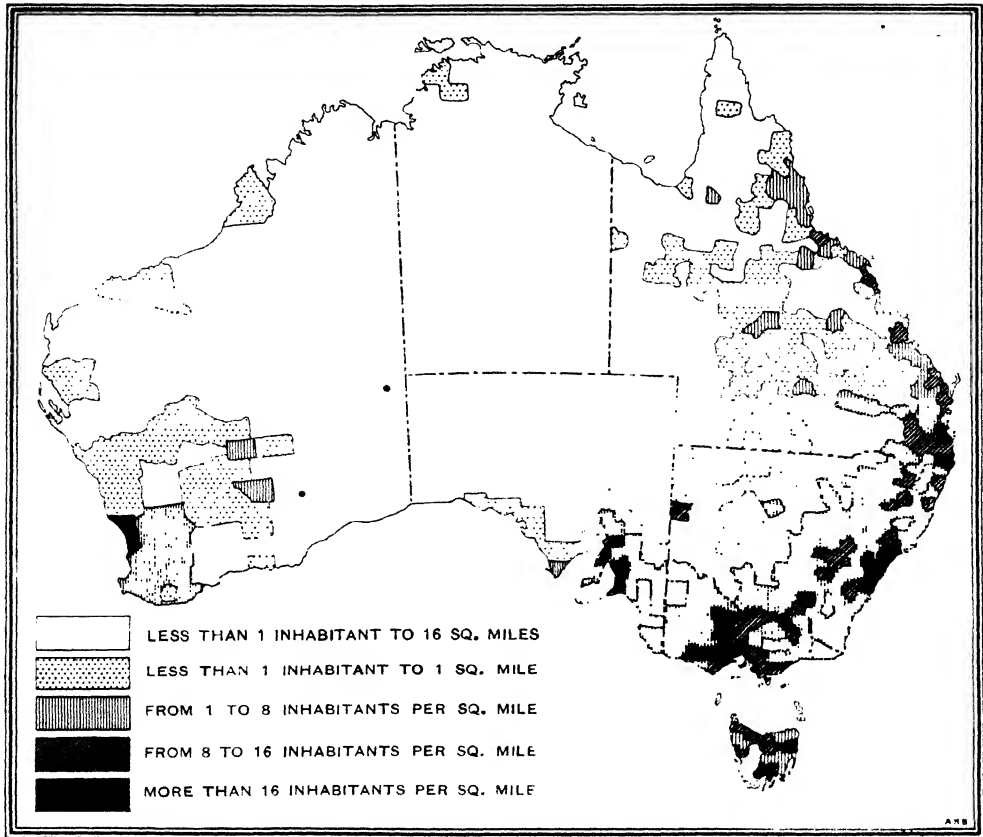 LESS THAN 1 INHABITANT TO 16 SQ. MILES
LESS THAN 1 INHABITANT TO 1 SQ. MILE
FROM 1 TO 8 INHABITANTS PER SQ. MILE
FROM 8 TO 16 INHABITANTS PER SQ. MILE
MORE THAN 16 INHABITANTS PER SQ. MILE